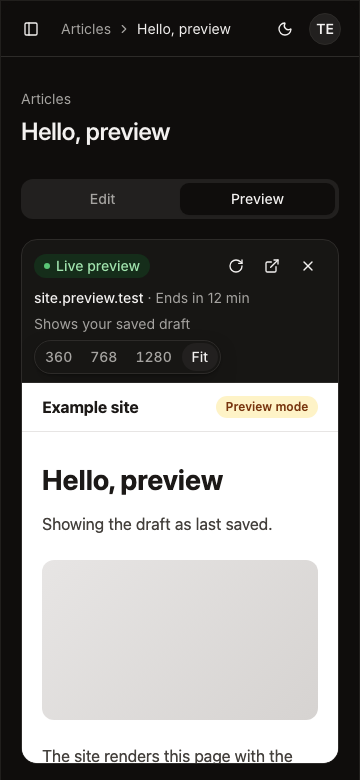 Articles > Hello, preview TE
Articles
Hello, preview
Edit Preview
Live preview
site.preview.test · Ends in 12 min
Shows your saved draft
360 768 1280 Fit
Example site Preview mode
Hello, preview
Showing the draft as last saved.
The site renders this page with the